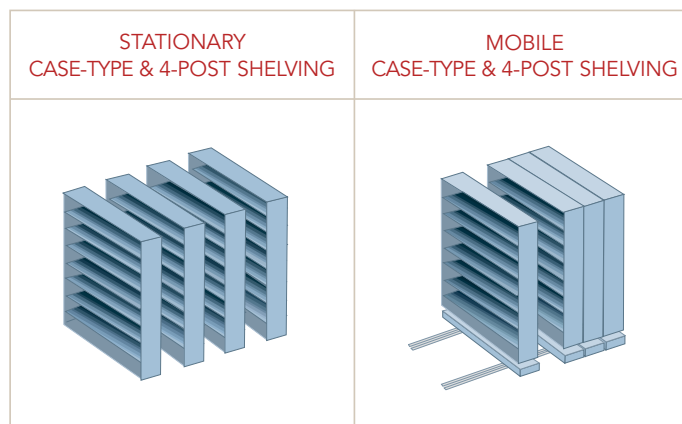 STATIONARY
CASE-TYPE & 4-POST SHELVING
MOBILE
CASE-TYPE & 4-POST SHELVING